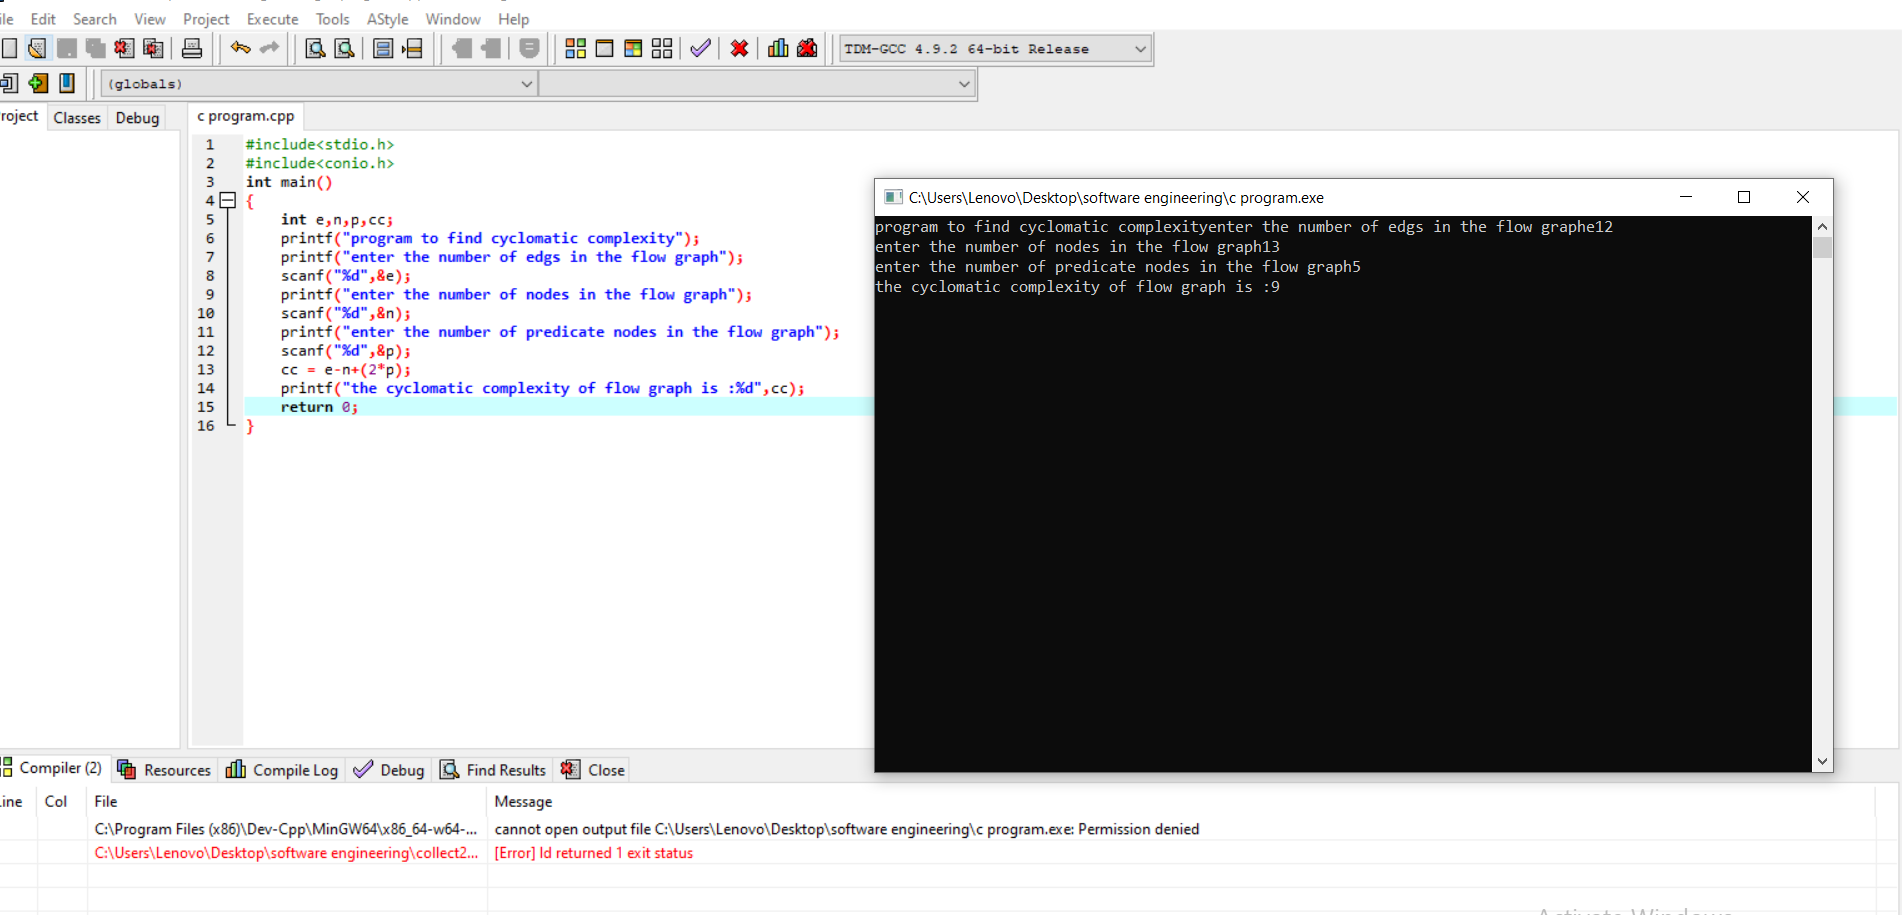 ile Edit Search View Project Execute Tools AStyle Window Help
TDM-GCC 4.9.2 64-bit Release
(globals)
roject Classes Debug c program.cpp
1 #include<stdio.h>
2 #include<conio.h>
3 int main()
4 {
5 int e,n,p,cc;
6 printf("program to find cyclomatic complexity");
7 printf("enter the number of edgs in the flow graph");
8 scanf("%d",&e);
9 printf("enter the number of nodes in the flow graph");
10 scanf("%d",&n);
11 printf("enter the number of predicate nodes in the flow graph");
12 scanf("%d",&p);
13 cc = e-n+(2*p);
14 printf("the cyclomatic complexity of flow graph is :%d",cc);
15 return 0;
16 }
C:\Users\Lenovo\Desktop\software engineering\c program.exe
program to find cyclomatic complexityenter the number of edgs in the flow graphe12
enter the number of nodes in the flow graph13
enter the number of predicate nodes in the flow graph5
the cyclomatic complexity of flow graph is :9
Compiler (2) Resources Compile Log Debug Find Results Close
ine Col File Message
C:\Program Files (x86)\Dev-Cpp\MinGW64\x86_64-w64-... cannot open output file C:\Users\Lenovo\Desktop\software engineering\c program.exe: Permission denied
C:\Users\Lenovo\Desktop\software engineering\collect2... [Error] ld returned 1 exit status